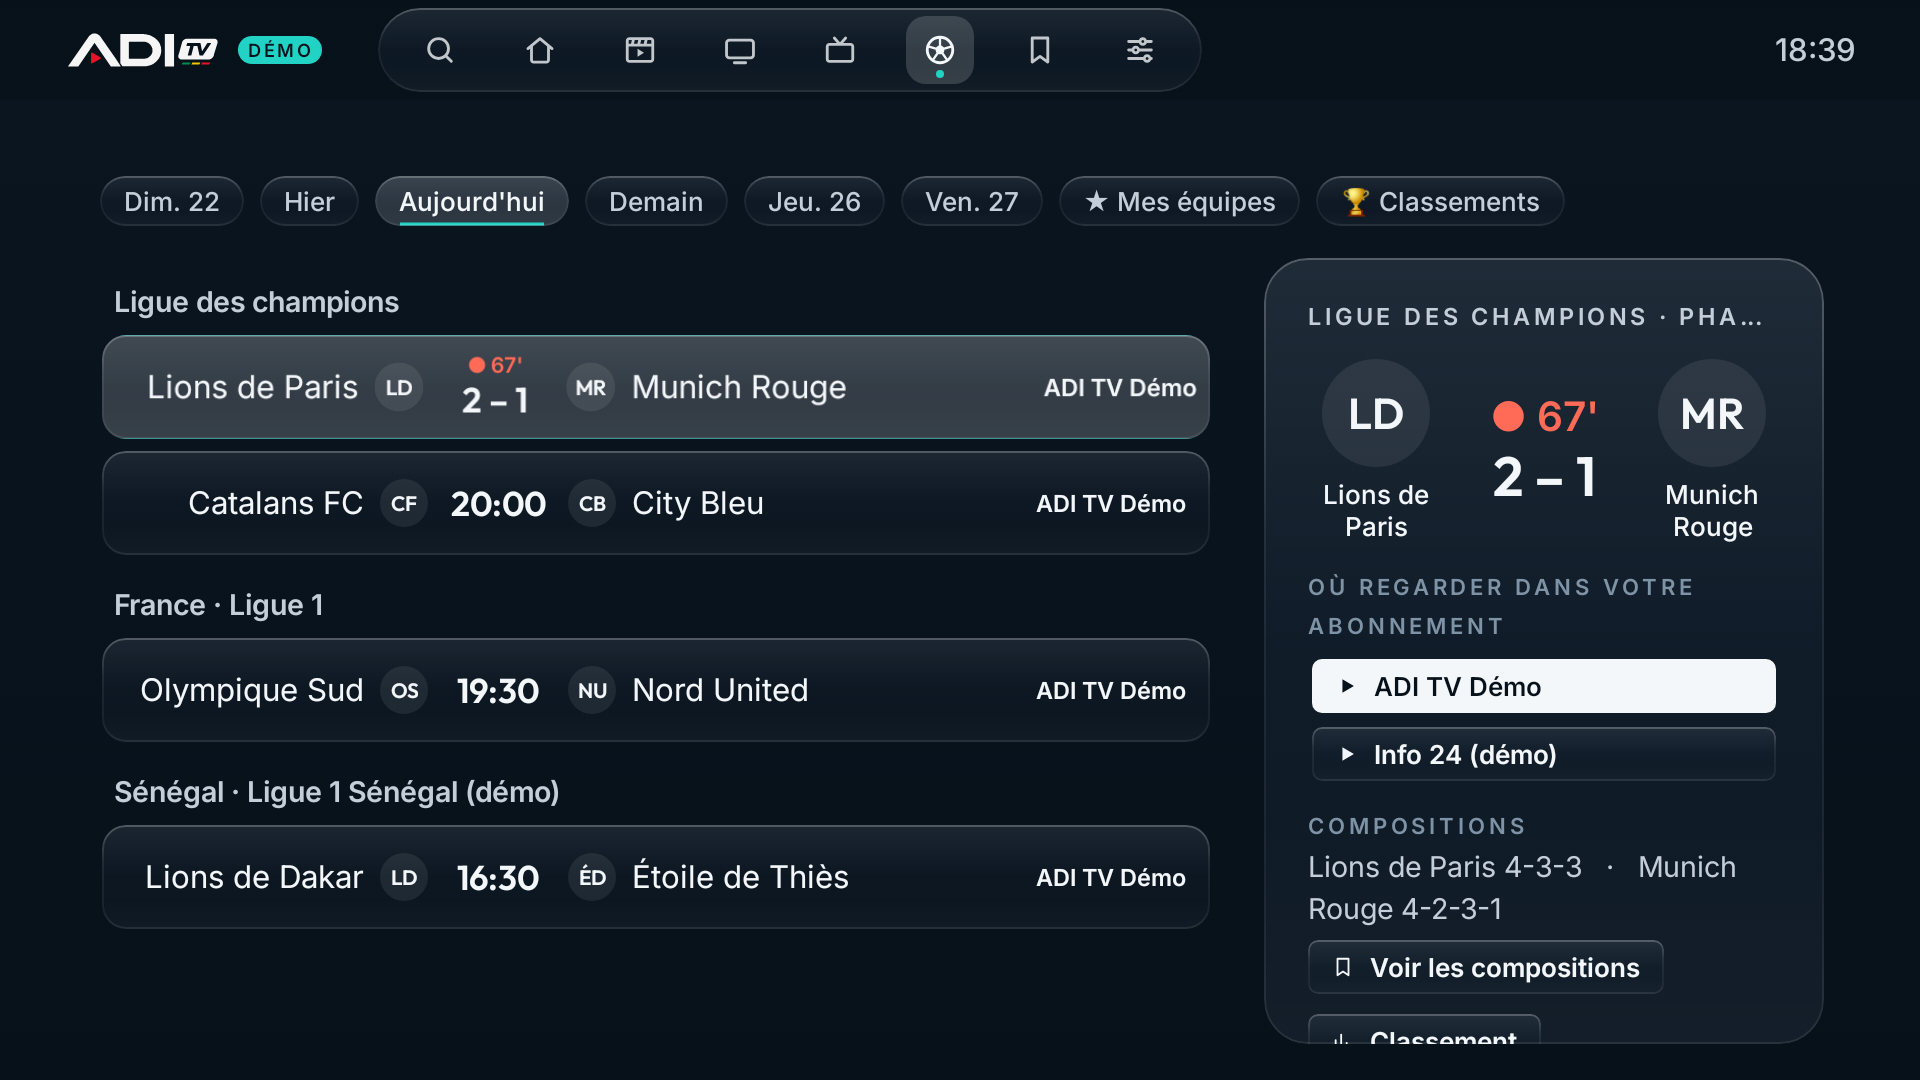 ADI TV
DÉMO
18:39
Dim. 22
Hier
Aujourd'hui
Demain
Jeu. 26
Ven. 27
★ Mes équipes
🏆 Classements
Ligue des champions
Lions de Paris LD 67' 2 – 1 MR Munich Rouge ADI TV Démo
Catalans FC CF 20:00 CB City Bleu ADI TV Démo
France · Ligue 1
Olympique Sud OS 19:30 NU Nord United ADI TV Démo
Sénégal · Ligue 1 Sénégal (démo)
Lions de Dakar LD 16:30 ÉD Étoile de Thiès ADI TV Démo
LIGUE DES CHAMPIONS · PHA...
LD 67' MR
2 – 1
Lions de Paris
Munich Rouge
OÙ REGARDER DANS VOTRE
ABONNEMENT
ADI TV Démo
Info 24 (démo)
COMPOSITIONS
Lions de Paris 4-3-3 · Munich
Rouge 4-2-3-1
Voir les compositions
Classement